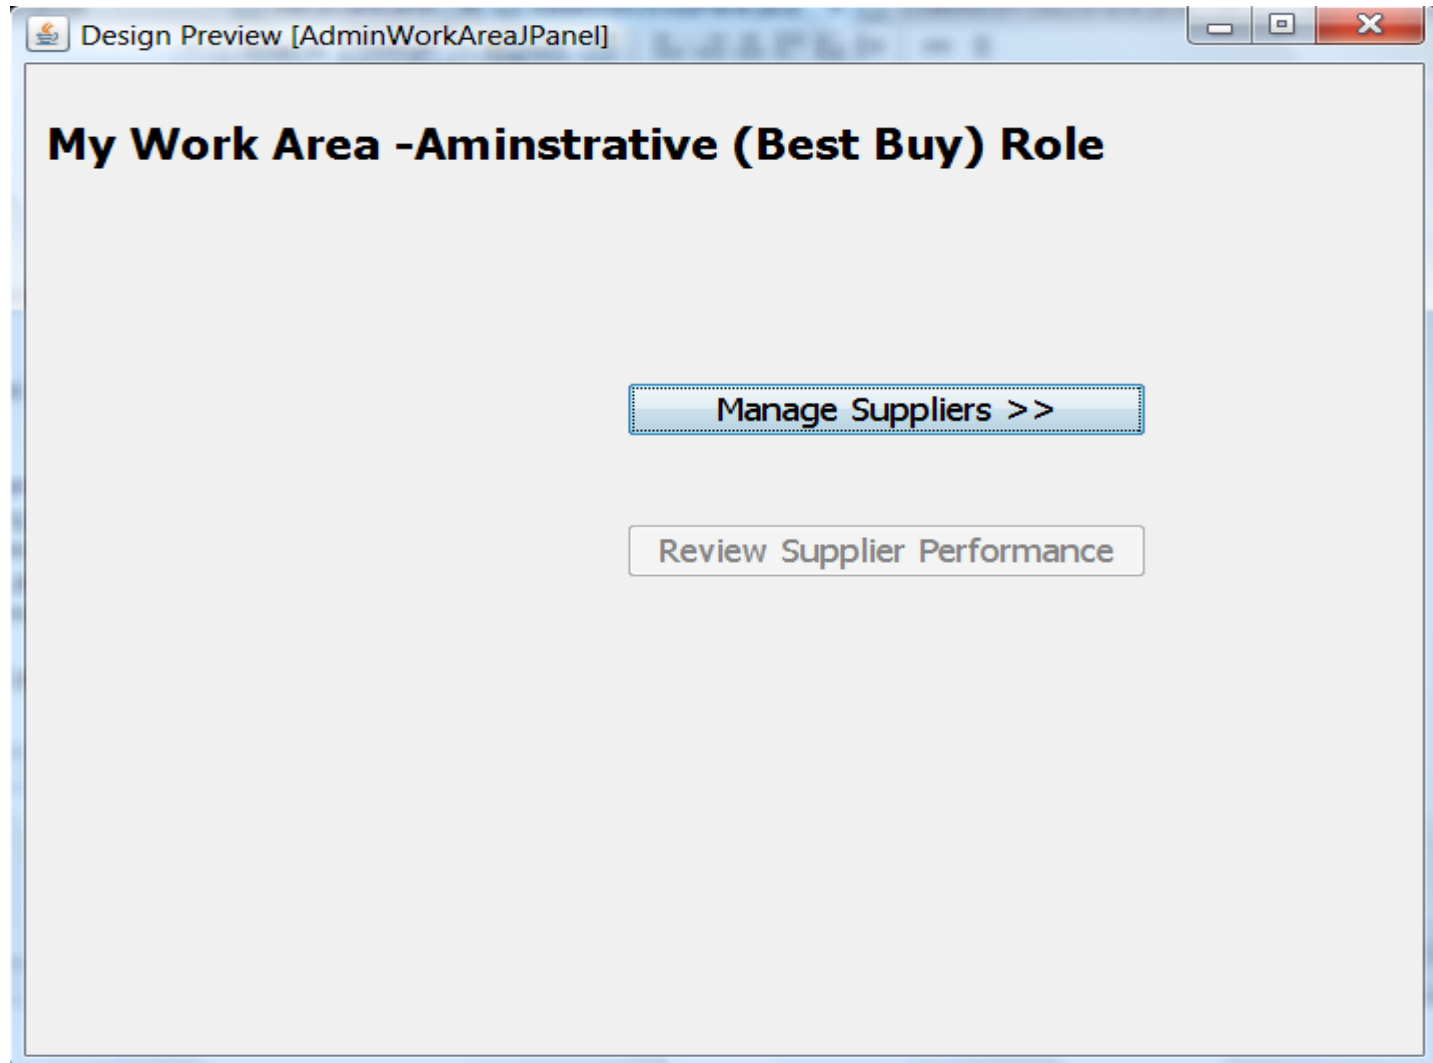 Design Preview [AdminWorkAreaJPanel]
My Work Area -Aminstrative (Best Buy) Role
Manage Suppliers >>
Review Supplier Performance